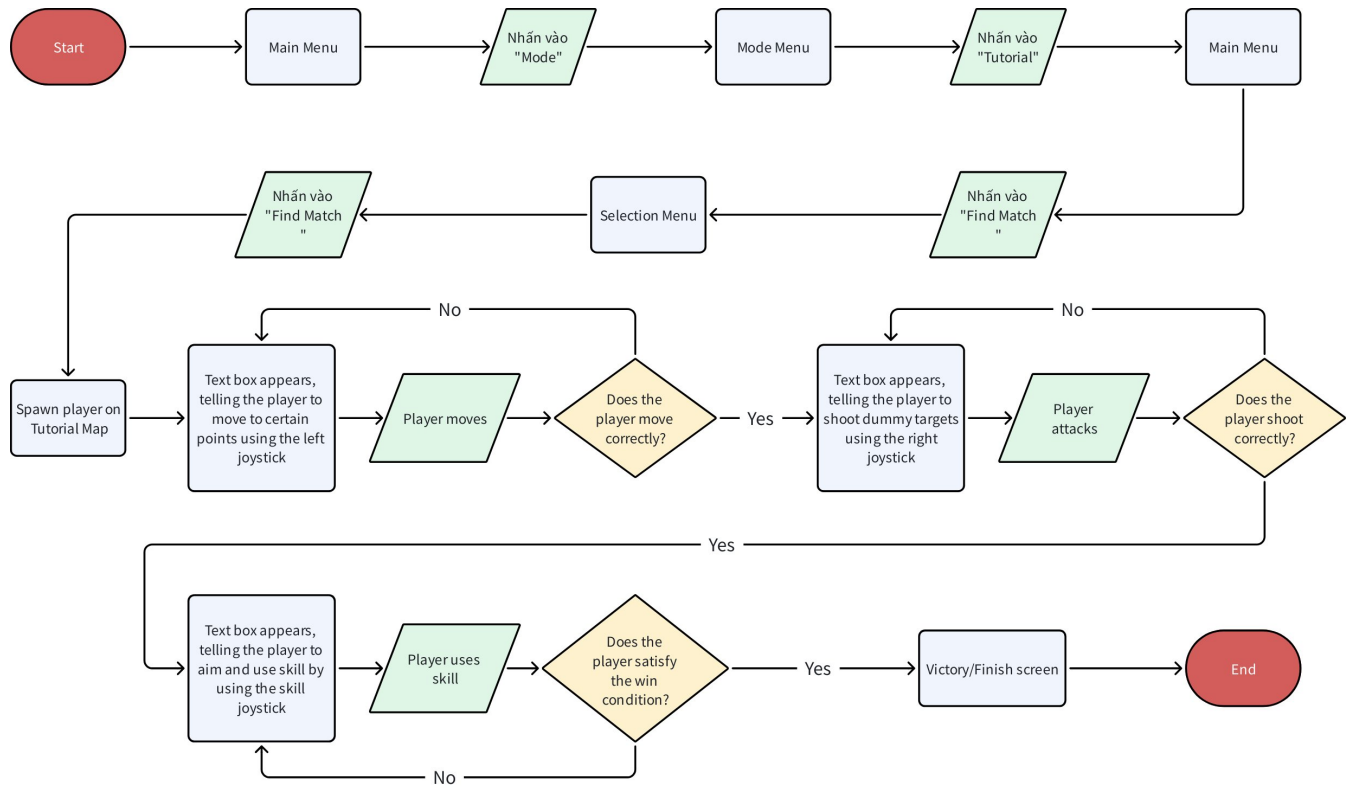 Start
Main Menu
Nhấn vào
"Mode"
Mode Menu
Nhấn vào
"Tutorial"
Main Menu
Nhấn vào
"Find Match
"
Selection Menu
Nhấn vào
"Find Match
"
No
No
Spawn player on
Tutorial Map
Text box appears,
telling the player to
move to certain
points using the left
joystick
Player moves
Does the
player move
correctly?
Yes
Text box appears,
telling the player to
shoot dummy targets
using the right
joystick
Player
attacks
Does the
player shoot
correctly?
Yes
Text box appears,
telling the player to
aim and use skill by
using the skill
joystick
Player uses
skill
Does the
player satisfy
the win
condition?
Yes
Victory/Finish screen
End
No